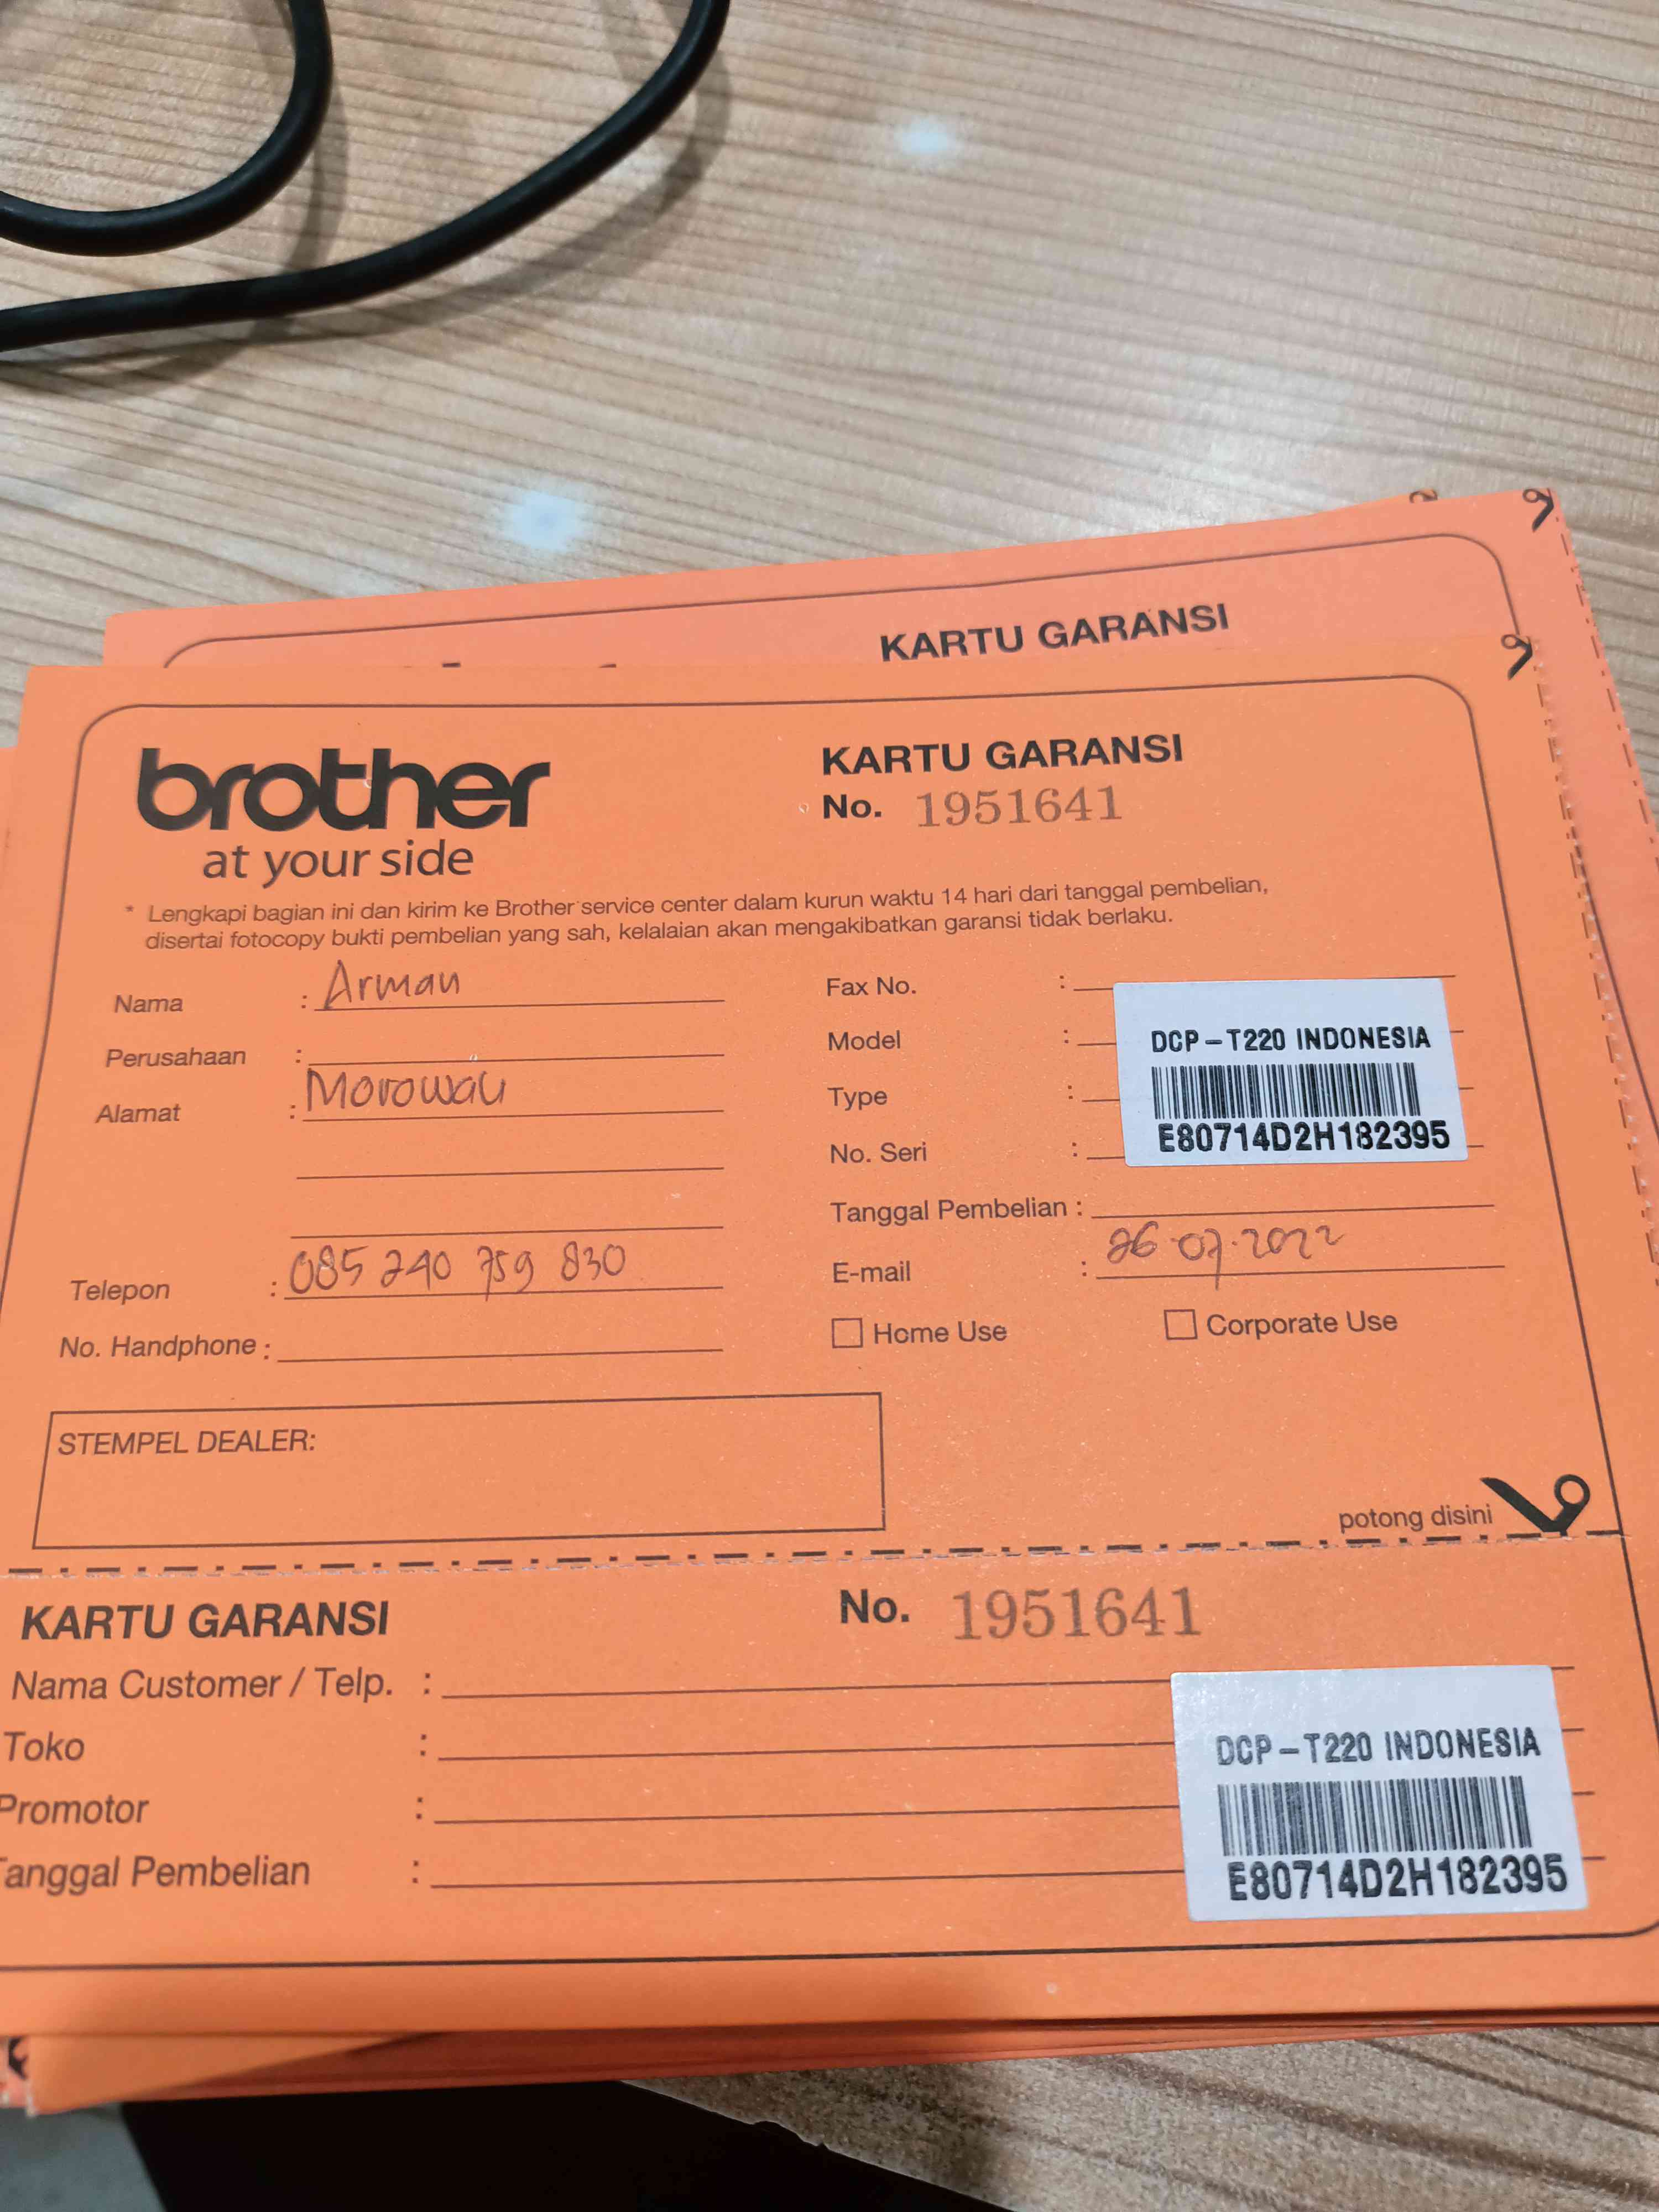 KARTU GARANSI
brother
at your side
KARTU GARANSI
No. 1951641
* Lengkapi bagian ini dan kirim ke Brother service center dalam kurun waktu 14 hari dari tanggal pembelian,
disertai fotocopy bukti pembelian yang sah, kelalaian akan mengakibatkan garansi tidak berlaku.
Nama : Arman
Perusahaan :
Alamat : Morowali
Telepon : 085 240 759 830
No. Handphone :
Fax No. :
Model :
Type :
No. Seri :
DCP-T220 INDONESIA
E80714D2H182395
Tanggal Pembelian :
E-mail : 26.07.2022
Home Use
Corporate Use
STEMPEL DEALER:
potong disini
KARTU GARANSI
No. 1951641
Nama Customer / Telp. :
Toko :
Promotor :
Tanggal Pembelian :
DCP-T220 INDONESIA
E80714D2H182395